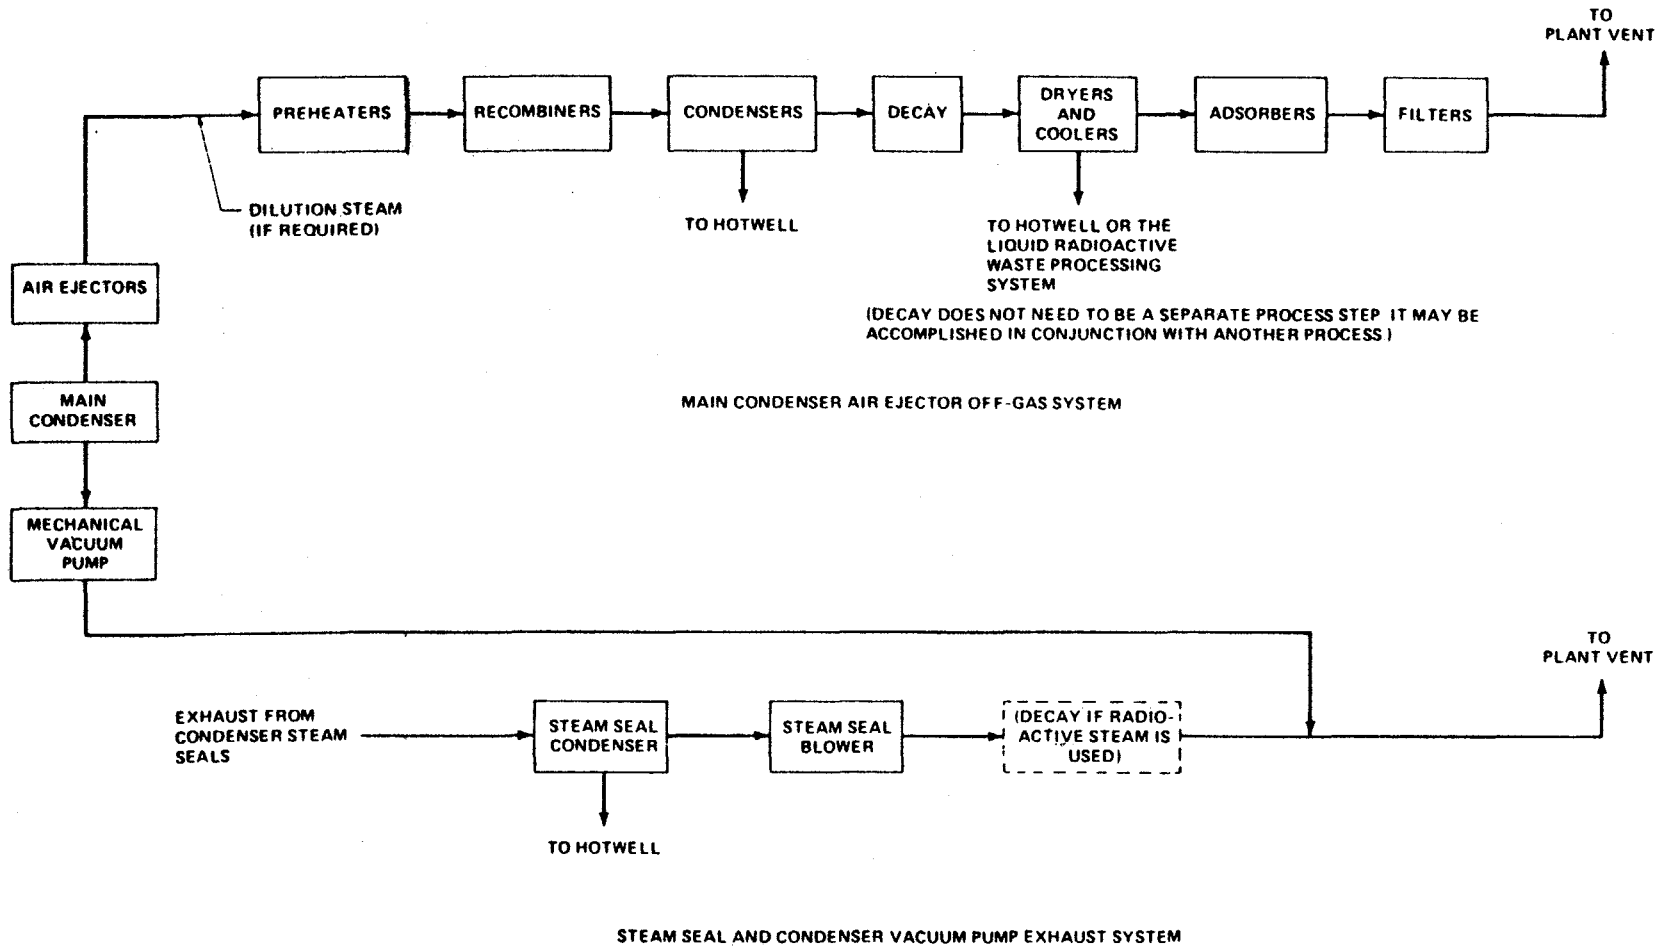 TO
PLANT VENT
PREHEATERS
RECOMBINERS
CONDENSERS
DECAY
DRYERS
AND
COOLERS
ADSORBERS
FILTERS
DILUTION STEAM
(IF REQUIRED)
TO HOTWELL
TO HOTWELL OR THE
LIQUID RADIOACTIVE
WASTE PROCESSING
SYSTEM
AIR EJECTORS
(DECAY DOES NOT NEED TO BE A SEPARATE PROCESS STEP IT MAY BE
ACCOMPLISHED IN CONJUNCTION WITH ANOTHER PROCESS)
MAIN
CONDENSER
MAIN CONDENSER AIR EJECTOR OFF-GAS SYSTEM
MECHANICAL
VACUUM
PUMP
TO
PLANT VENT
EXHAUST FROM
CONDENSER STEAM
SEALS
STEAM SEAL
CONDENSER
STEAM SEAL
BLOWER
(DECAY IF RADIO-
ACTIVE STEAM IS
USED)
TO HOTWELL
STEAM SEAL AND CONDENSER VACUUM PUMP EXHAUST SYSTEM